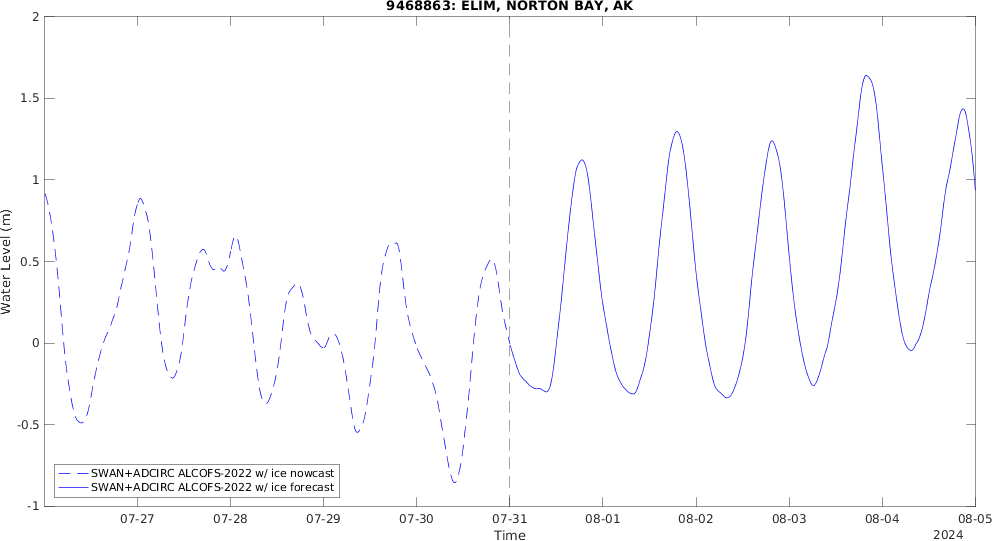 9468863: ELIM, NORTON BAY, AK
Water Level (m)
2
1.5
1
0.5
0
-0.5
-1
SWAN+ADCIRC ALCOFS-2022 w/ ice nowcast
SWAN+ADCIRC ALCOFS-2022 w/ ice forecast
07-27 07-28 07-29 07-30 07-31 08-01 08-02 08-03 08-04 08-05
Time
2024